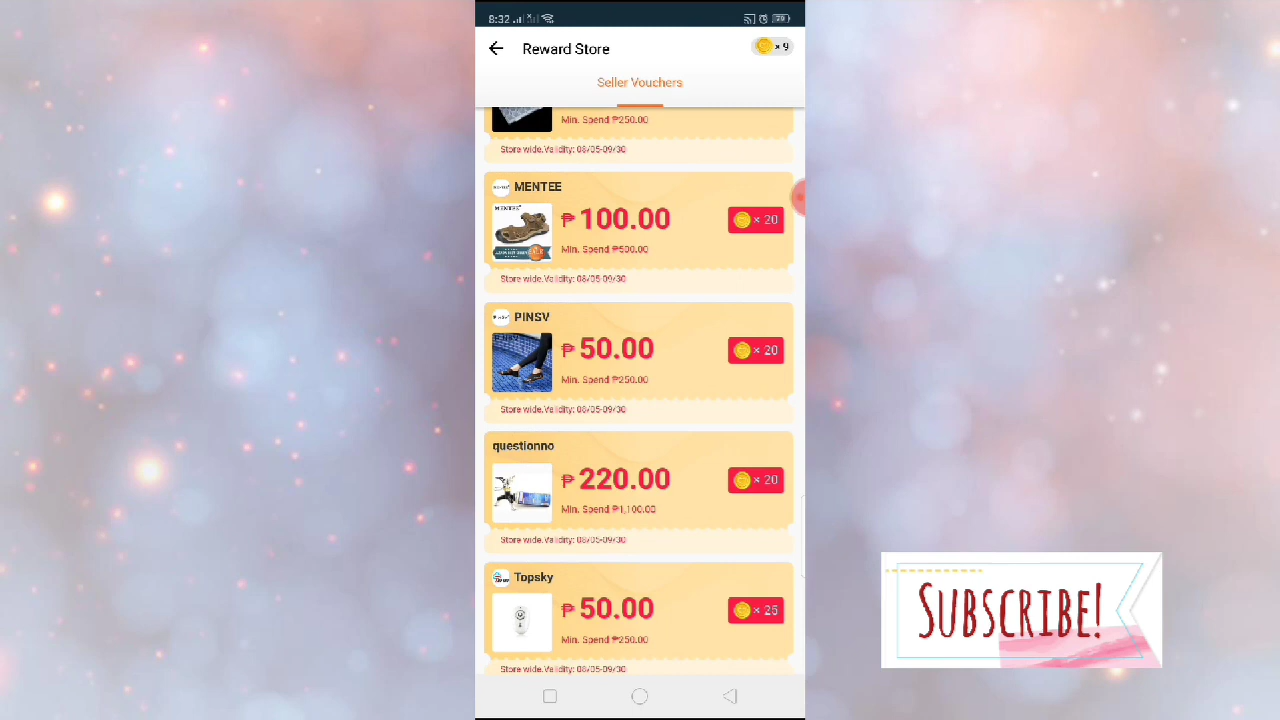 8:32
70
Reward Store
× 9
Seller Vouchers
Min. Spend ₱250.00
Store wide.Validity: 08/05-09/30
MENTEE
MENTEE
₱ 100.00
× 20
Min. Spend ₱500.00
Store wide.Validity: 08/05-09/30
PINSV
₱ 50.00
× 20
Min. Spend ₱250.00
Store wide.Validity: 08/05-09/30
questionno
₱ 220.00
× 20
Min. Spend ₱1,100.00
Store wide.Validity: 08/05-09/30
Topsky
₱ 50.00
× 25
Min. Spend ₱250.00
Store wide.Validity: 08/05-09/30
SUBSCRIBE!